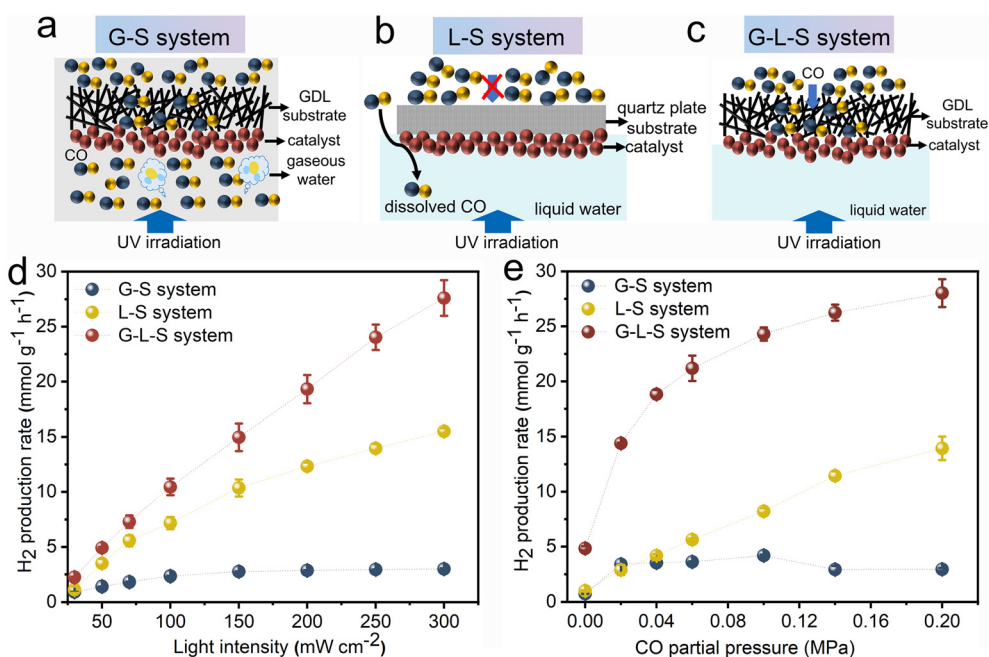 a
G-S system
GDL
substrate
catalyst
CO
gaseous
water
UV irradiation
b
L-S system
quartz plate
substrate
catalyst
dissolved CO
liquid water
UV irradiation
c
G-L-S system
CO
GDL
substrate
catalyst
liquid water
UV irradiation
d
G-S system
L-S system
G-L-S system
H2 production rate (mmol g⁻¹ h⁻¹)
30
25
20
15
10
5
0
50 100 150 200 250 300
Light intensity (mW cm⁻²)
e
G-S system
L-S system
G-L-S system
H2 production rate (mmol g⁻¹ h⁻¹)
30
25
20
15
10
5
0
0.00 0.04 0.08 0.12 0.16 0.20
CO partial pressure (MPa)